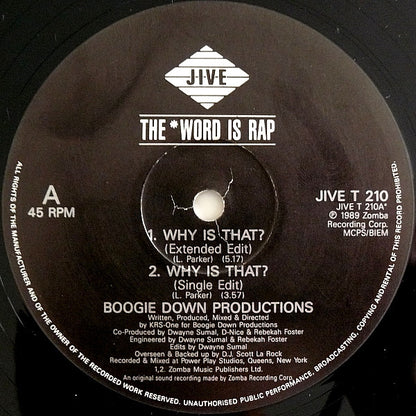 JIVE
THE *WORD IS RAP
A
45 RPM
JIVE T 210
JIVE T 210A*
℗ 1989 Zomba
Recording Corp.
MCPS/BIEM
1. WHY IS THAT?
(Extended Edit)
(L. Parker) (5.17)
2. WHY IS THAT?
(Single Edit)
(L. Parker) (3.57)
BOOGIE DOWN PRODUCTIONS
Written, Produced, Mixed & Directed
by KRS-One for Boogie Down Productions
Co-Produced by Dwayne Sumal, D-Nice & Rebekah Foster
Engineered by Dwayne Sumal & Rebekah Foster
Edits by Dwayne Sumal
Overseen & Backed up by D.J. Scott La Rock
Recorded & Mixed at Power Play Studios, Queens, New York
1,2. Zomba Music Publishers Ltd.
An original sound recording made by Zomba Recording Corp.
ALL RIGHTS OF THE MANUFACTURER AND OF THE OWNER OF THE RECORDED WORK RESERVED. UNAUTHORISED PUBLIC PERFORMANCE, BROADCASTING, COPYING AND RENTAL OF THIS RECORD PROHIBITED.